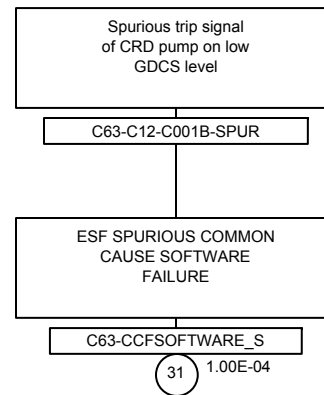 Spurious trip signal
of CRD pump on low
GDCS level
C63-C12-C001B-SPUR
ESF SPURIOUS COMMON
CAUSE SOFTWARE
FAILURE
C63-CCFSOFTWARE_S
31 1.00E-04